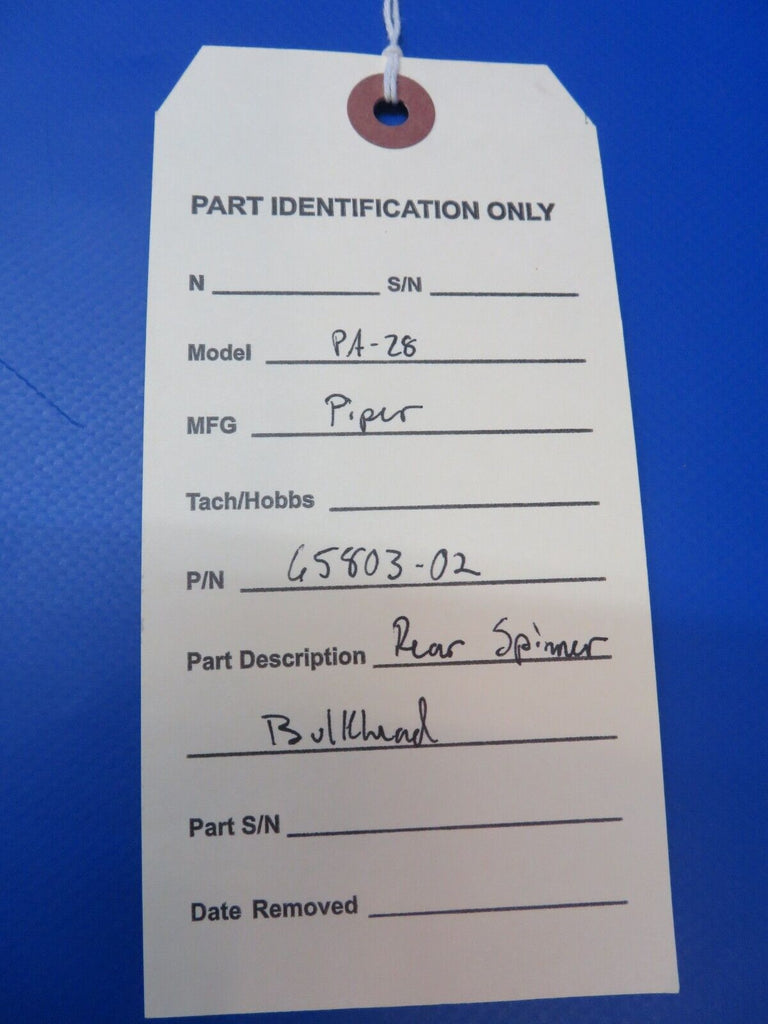 PART IDENTIFICATION ONLY
N S/N
Model PA-28
MFG Piper
Tach/Hobbs
P/N 65803-02
Part Description Rear Spinner
Bulkhead
Part S/N
Date Removed